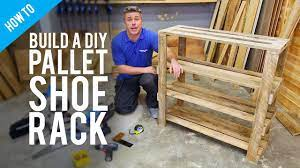 HOW TO
BUILD A DIY
PALLET
SHOE
RACK